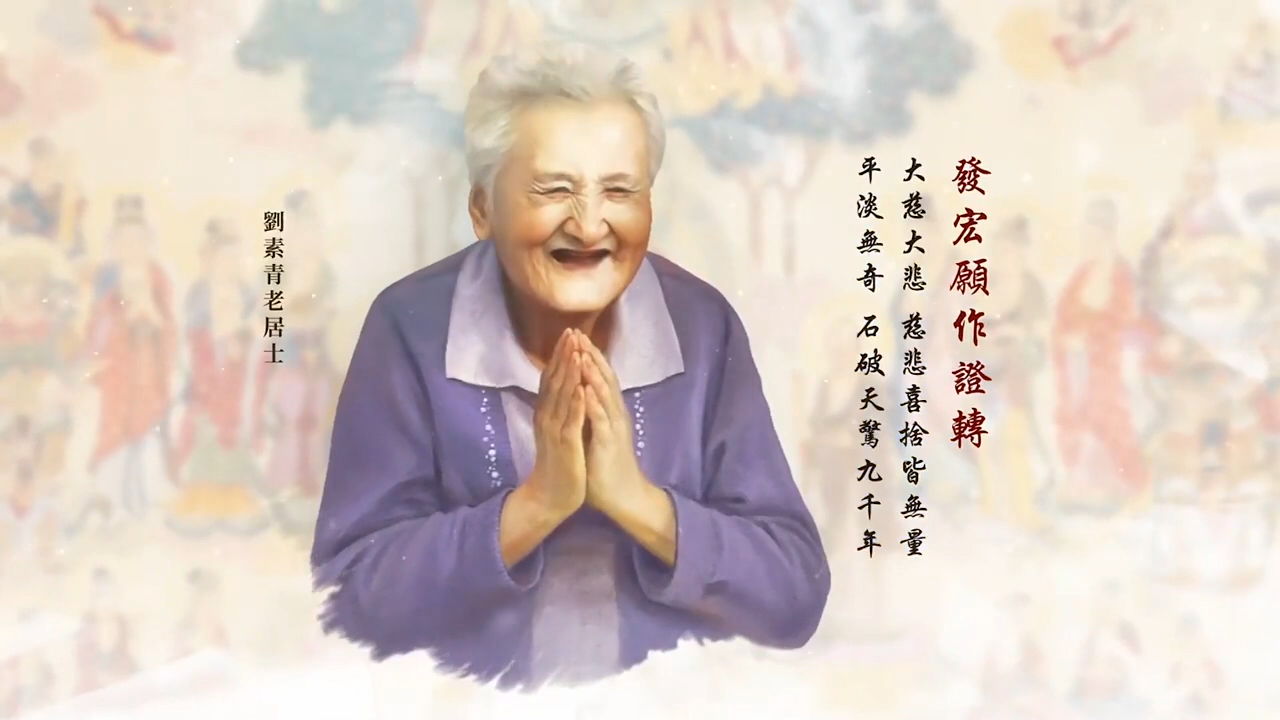 發宏願作證轉
大慈大悲 慈悲喜捨皆無量
平淡無奇 石破天驚九千年
劉素青老居士